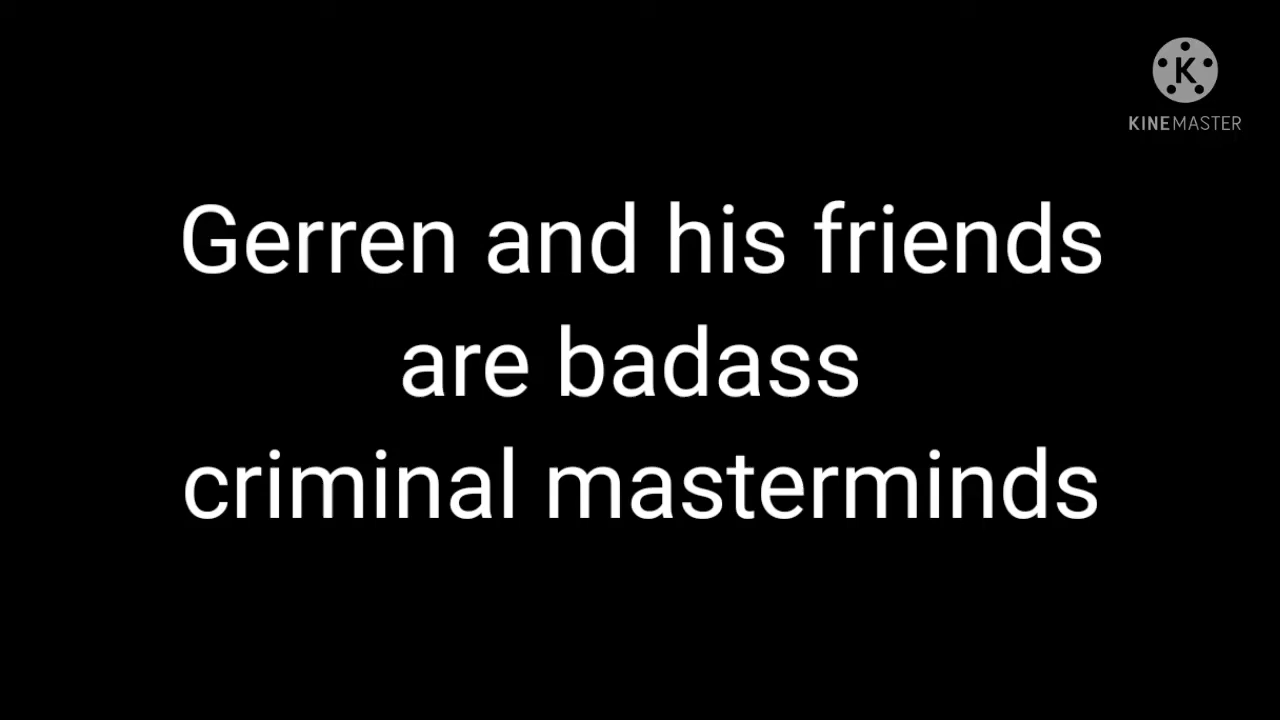 K
KINEMASTER
Gerren and his friends
are badass
criminal masterminds